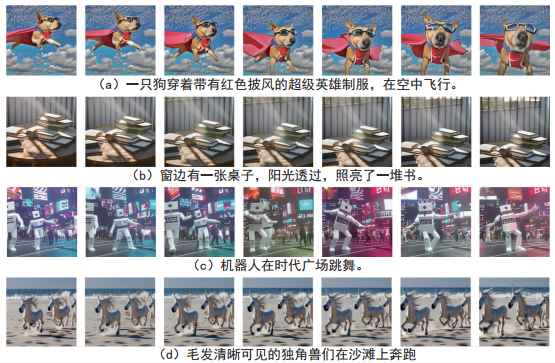 (a) 一只狗穿着带有红色披风的超级英雄制服，在空中飞行。
(b) 窗边有一张桌子，阳光透过，照亮了一堆书。
(c) 机器人在时代广场跳舞。
(d) 毛发清晰可见的独角兽们在沙滩上奔跑